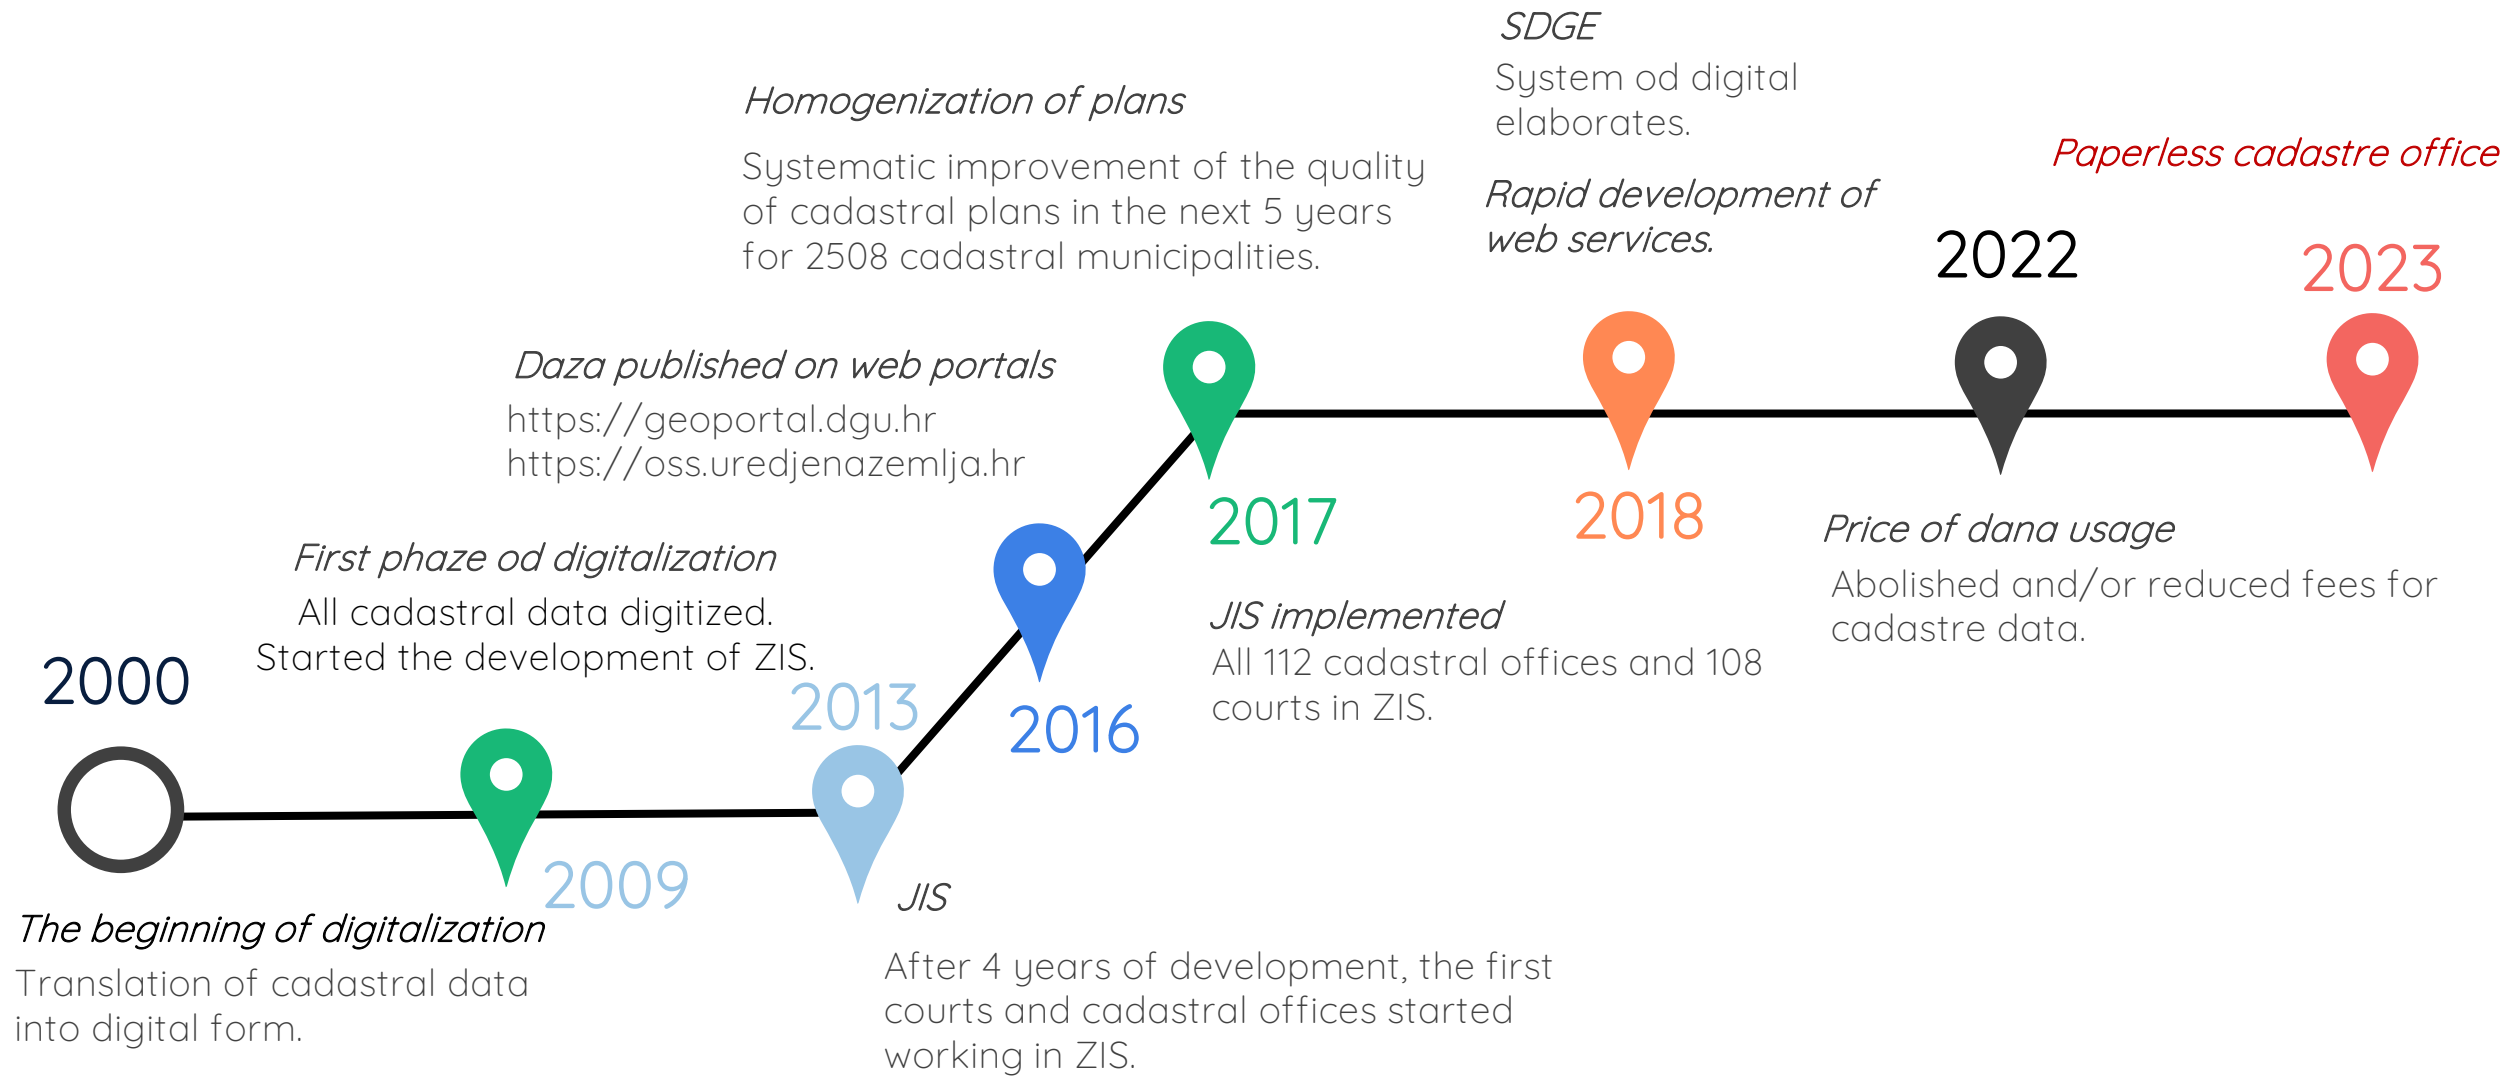 2000
The beginning of digitalization
Translation of cadastral data
into digital form.
First phaze od digitalization
All cadastral data digitized.
Started the development of ZIS.
2009
2013
JIS
After 4 years of development, the first
courts and cadastral offices started
working in ZIS.
Daza published on web portals
https://geoportal.dgu.hr
https://oss.uredjenazemlja.hr
2016
Homogenization of plans
Systematic improvement of the quality
of cadastral plans in the next 5 years
for 2508 cadastral municipalities.
2017
JIS implemented
All 112 cadastral offices and 108
courts in ZIS.
SDGE
System od digital
elaborates.
Rapid development of
web services.
2018
2022
Price of dana usage
Abolished and/or reduced fees for
cadastre data.
Paperless cadastre office
2023